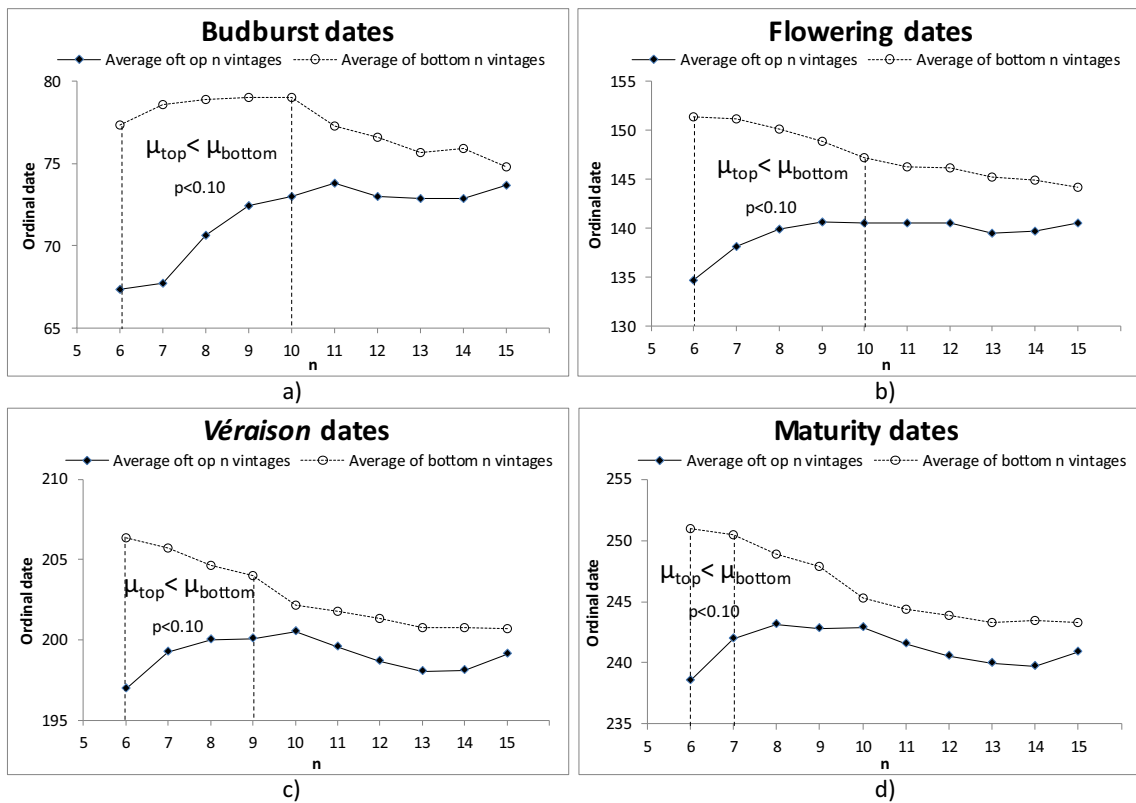 Budburst dates
Average oft op n vintages Average of bottom n vintages
80
75
70
65
Ordinal date
μtop< μbottom
p<0.10
5 6 7 8 9 10 11 12 13 14 15
n
a)
Flowering dates
Average oft op n vintages Average of bottom n vintages
155
150
145
140
135
130
Ordinal date
μtop< μbottom
p<0.10
5 6 7 8 9 10 11 12 13 14 15
n
b)
Véraison dates
Average oft op n vintages Average of bottom n vintages
210
205
200
195
Ordinal date
μtop< μbottom
p<0.10
5 6 7 8 9 10 11 12 13 14 15
n
c)
Maturity dates
Average oft op n vintages Average of bottom n vintages
255
250
245
240
235
Ordinal date
μtop< μbottom
p<0.10
5 6 7 8 9 10 11 12 13 14 15
n
d)